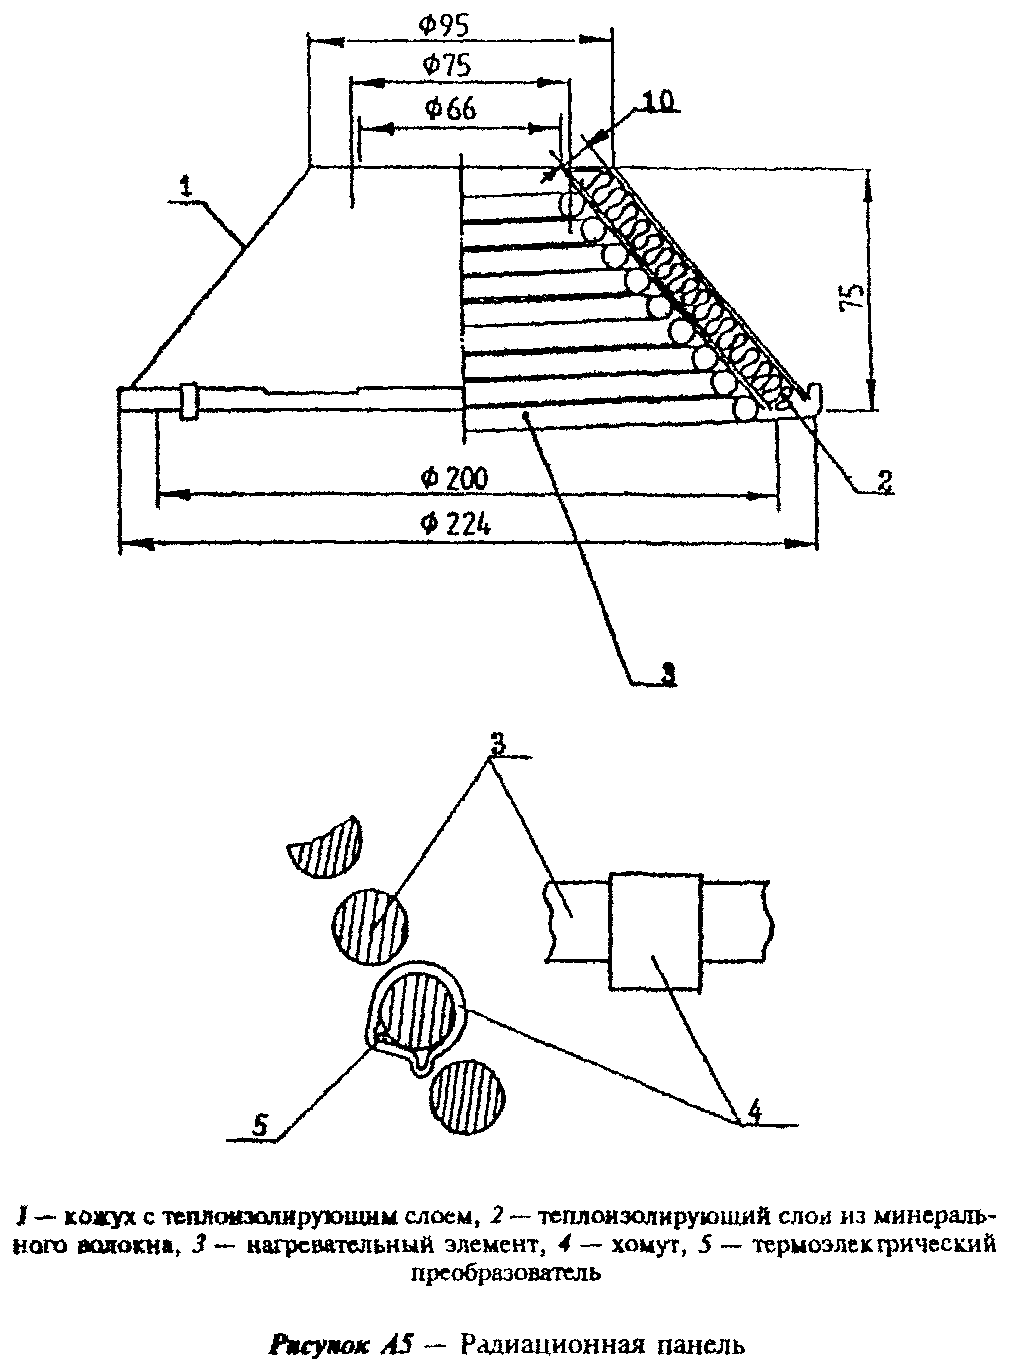 Ф95
Ф75
Ф66
10
1
75
2
Ф200
Ф224
3
3
5
4
1 — кожух с теплоизолирующим слоем, 2 — теплоизолирующий слой из минераль-
ного волокна, 3 — нагревательный элемент, 4 — хомут, 5 — термоэлектрический
преобразователь
Рисунок А5 — Радиационная панель